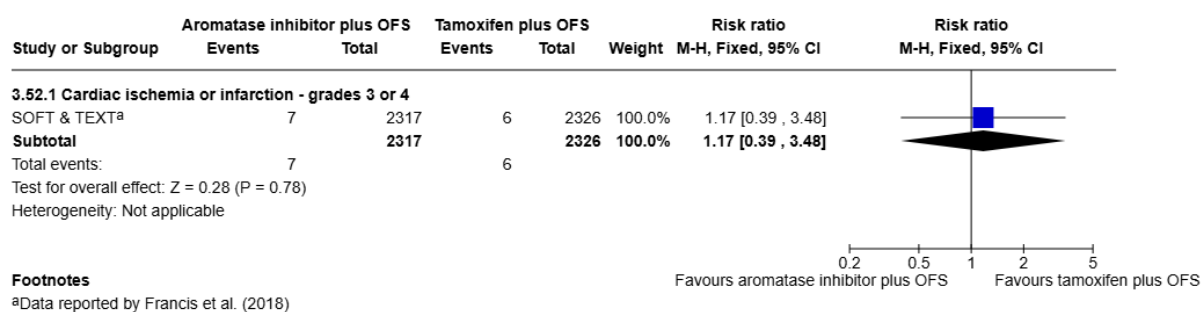 Aromatase inhibitor plus OFS Tamoxifen plus OFS Risk ratio Risk ratio
Study or Subgroup Events Total Events Total Weight M-H, Fixed, 95% CI M-H, Fixed, 95% CI
3.52.1 Cardiac ischemia or infarction - grades 3 or 4
SOFT & TEXTa 7 2317 6 2326 100.0% 1.17 [0.39 , 3.48]
Subtotal 2317 2326 100.0% 1.17 [0.39 , 3.48]
Total events: 7 6
Test for overall effect: Z = 0.28 (P = 0.78)
Heterogeneity: Not applicable
0.2 0.5 1 2 5
Footnotes Favours aromatase inhibitor plus OFS Favours tamoxifen plus OFS
aData reported by Francis et al. (2018)